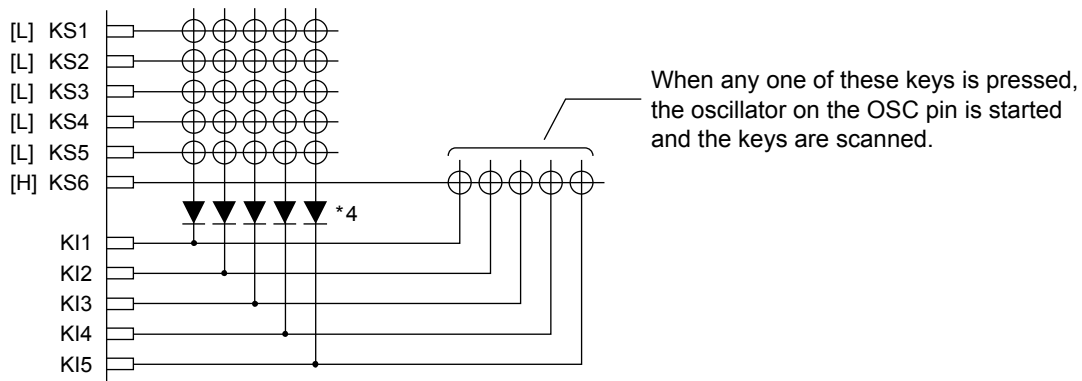 [L] KS1
[L] KS2
[L] KS3
[L] KS4
[L] KS5
[H] KS6
When any one of these keys is pressed,
the oscillator on the OSC pin is started
and the keys are scanned.
*4
KI1
KI2
KI3
KI4
KI5